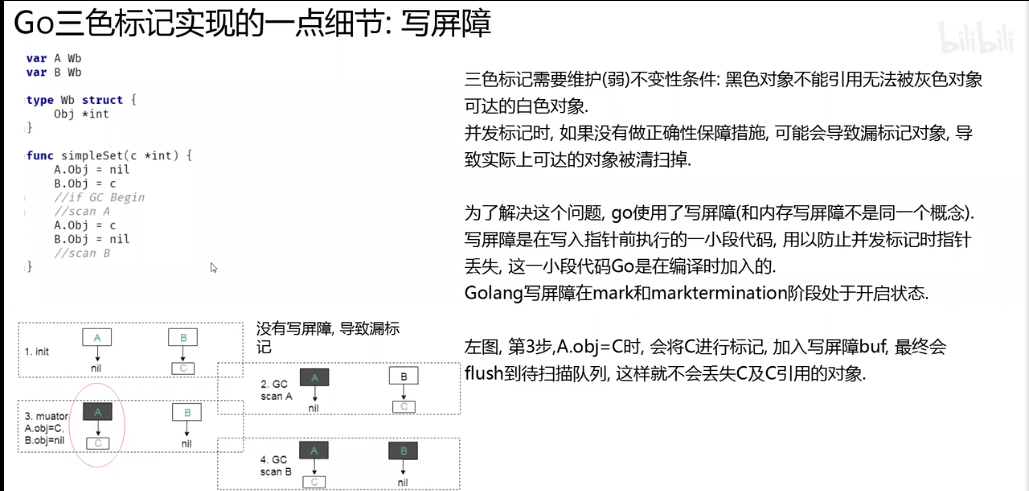 Go三色标记实现的一点细节: 写屏障
bilibili
var A Wb
var B Wb
type Wb struct {
Obj *int
}
func simpleSet(c *int) {
A.Obj = nil
B.Obj = c
//if GC Begin
//scan A
A.Obj = c
B.Obj = nil
//scan B
}
三色标记需要维护(弱)不变性条件: 黑色对象不能引用无法被灰色对象
可达的白色对象.
并发标记时, 如果没有做正确性保障措施, 可能会导致漏标记对象, 导
致实际上可达的对象被清扫掉.
为了解决这个问题, go使用了写屏障(和内存写屏障不是同一个概念).
写屏障是在写入指针前执行的一小段代码, 用以防止并发标记时指针
丢失, 这一小段代码Go是在编译时加入的.
Golang写屏障在mark和marktermination阶段处于开启状态.
左图, 第3步,A.obj=C时, 会将C进行标记, 加入写屏障buf, 最终会
flush到待扫描队列, 这样就不会丢失C及C引用的对象.
没有写屏障, 导致漏标
记
1. init
A
B
nil
C
2. GC
scan A
A
B
nil
C
3. muator
A.obj=C,
B.obj=nil
A
B
C
nil
4. GC
scan B
A
B
C
nil